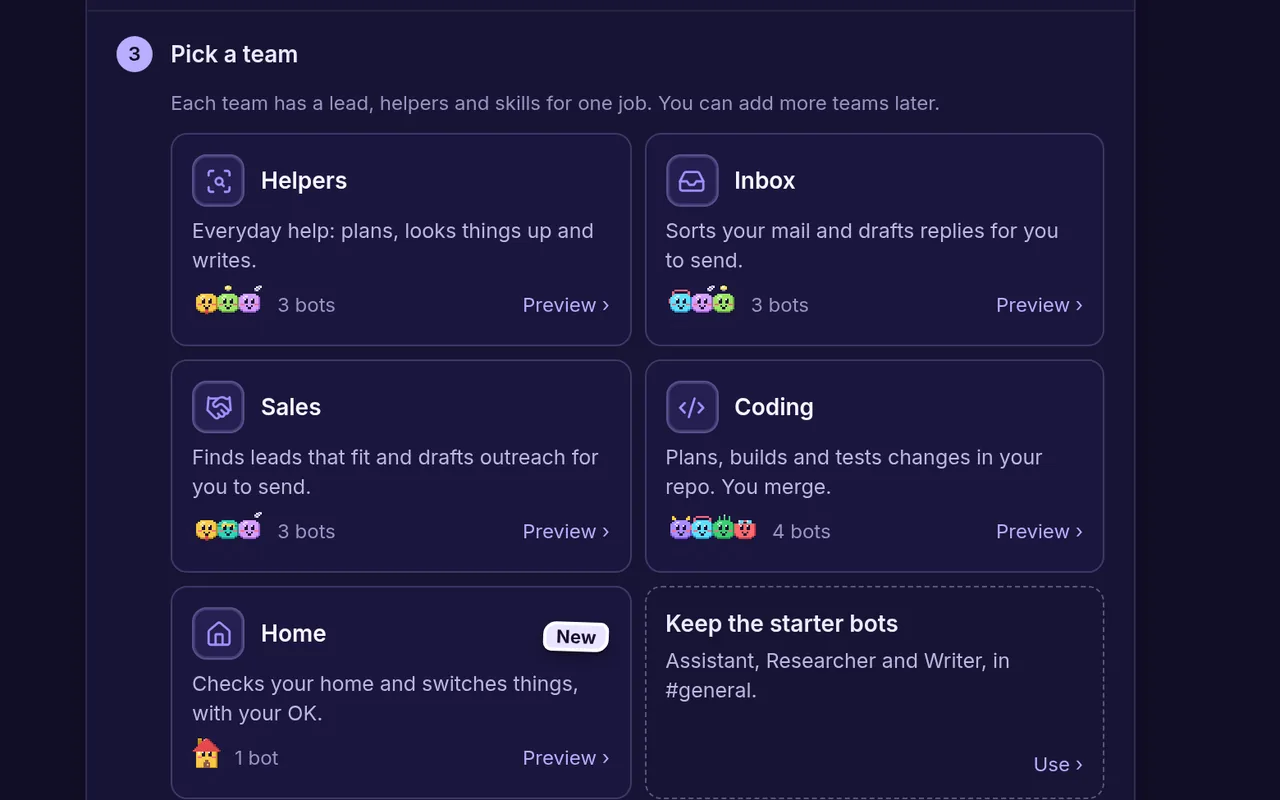 3 Pick a team
Each team has a lead, helpers and skills for one job. You can add more teams later.
Helpers
Everyday help: plans, looks things up and
writes.
3 bots Preview ›
Inbox
Sorts your mail and drafts replies for you
to send.
3 bots Preview ›
Sales
Finds leads that fit and drafts outreach for
you to send.
3 bots Preview ›
Coding
Plans, builds and tests changes in your
repo. You merge.
4 bots Preview ›
Home New
Checks your home and switches things,
with your OK.
1 bot Preview ›
Keep the starter bots
Assistant, Researcher and Writer, in
#general.
Use ›